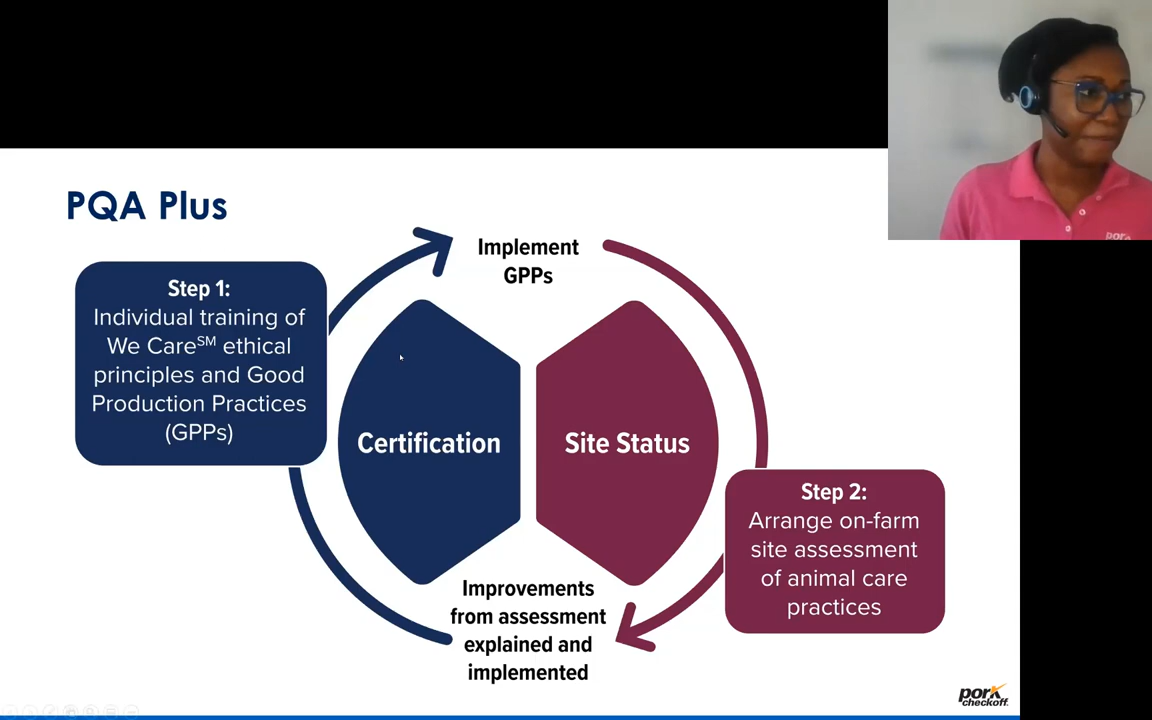 PQA Plus
Step 1:
Individual training of
We Care℠ ethical
principles and Good
Production Practices
(GPPs)
Implement
GPPs
Certification
Site Status
Step 2:
Arrange on-farm
site assessment
of animal care
practices
Improvements
from assessment
explained and
implemented
pork
checkoff.
por